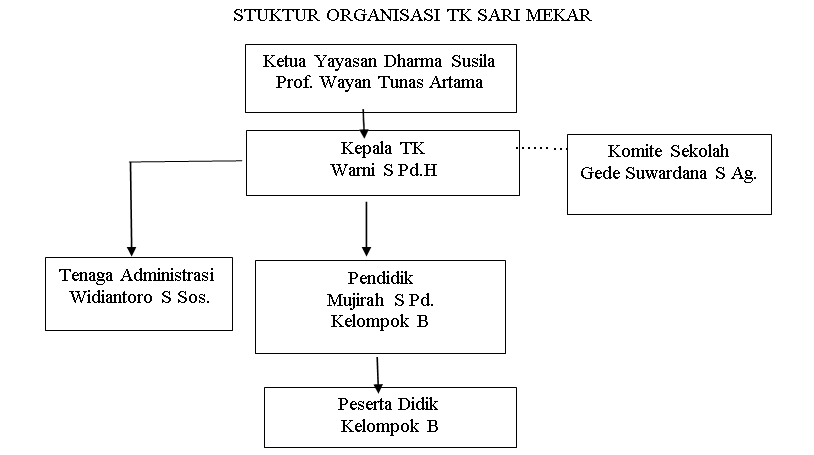 STUKTUR ORGANISASI TK SARI MEKAR
Ketua Yayasan Dharma Susila
Prof. Wayan Tunas Artama
Kepala TK
Warni S Pd.H
Komite Sekolah
Gede Suwardana S Ag.
Tenaga Administrasi
Widiantoro S Sos.
Pendidik
Mujirah S Pd.
Kelompok B
Peserta Didik
Kelompok B